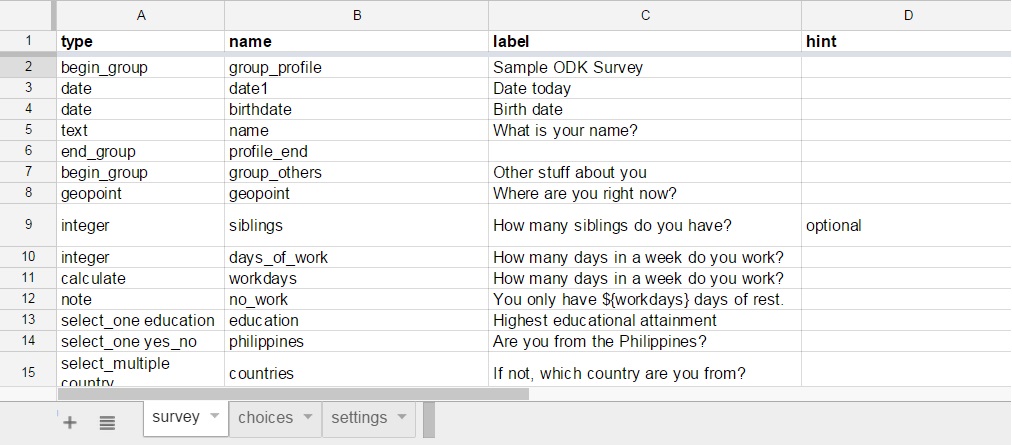 A B C D
1 type name label hint
2 begin_group group_profile Sample ODK Survey
3 date date1 Date today
4 date birthdate Birth date
5 text name What is your name?
6 end_group profile_end
7 begin_group group_others Other stuff about you
8 geopoint geopoint Where are you right now?
9 integer siblings How many siblings do you have? optional
10 integer days_of_work How many days in a week do you work?
11 calculate workdays How many days in a week do you work?
12 note no_work You only have ${workdays} days of rest.
13 select_one education education Highest educational attainment
14 select_one yes_no philippines Are you from the Philippines?
15 select_multiple country countries If not, which country are you from?
+ survey choices settings